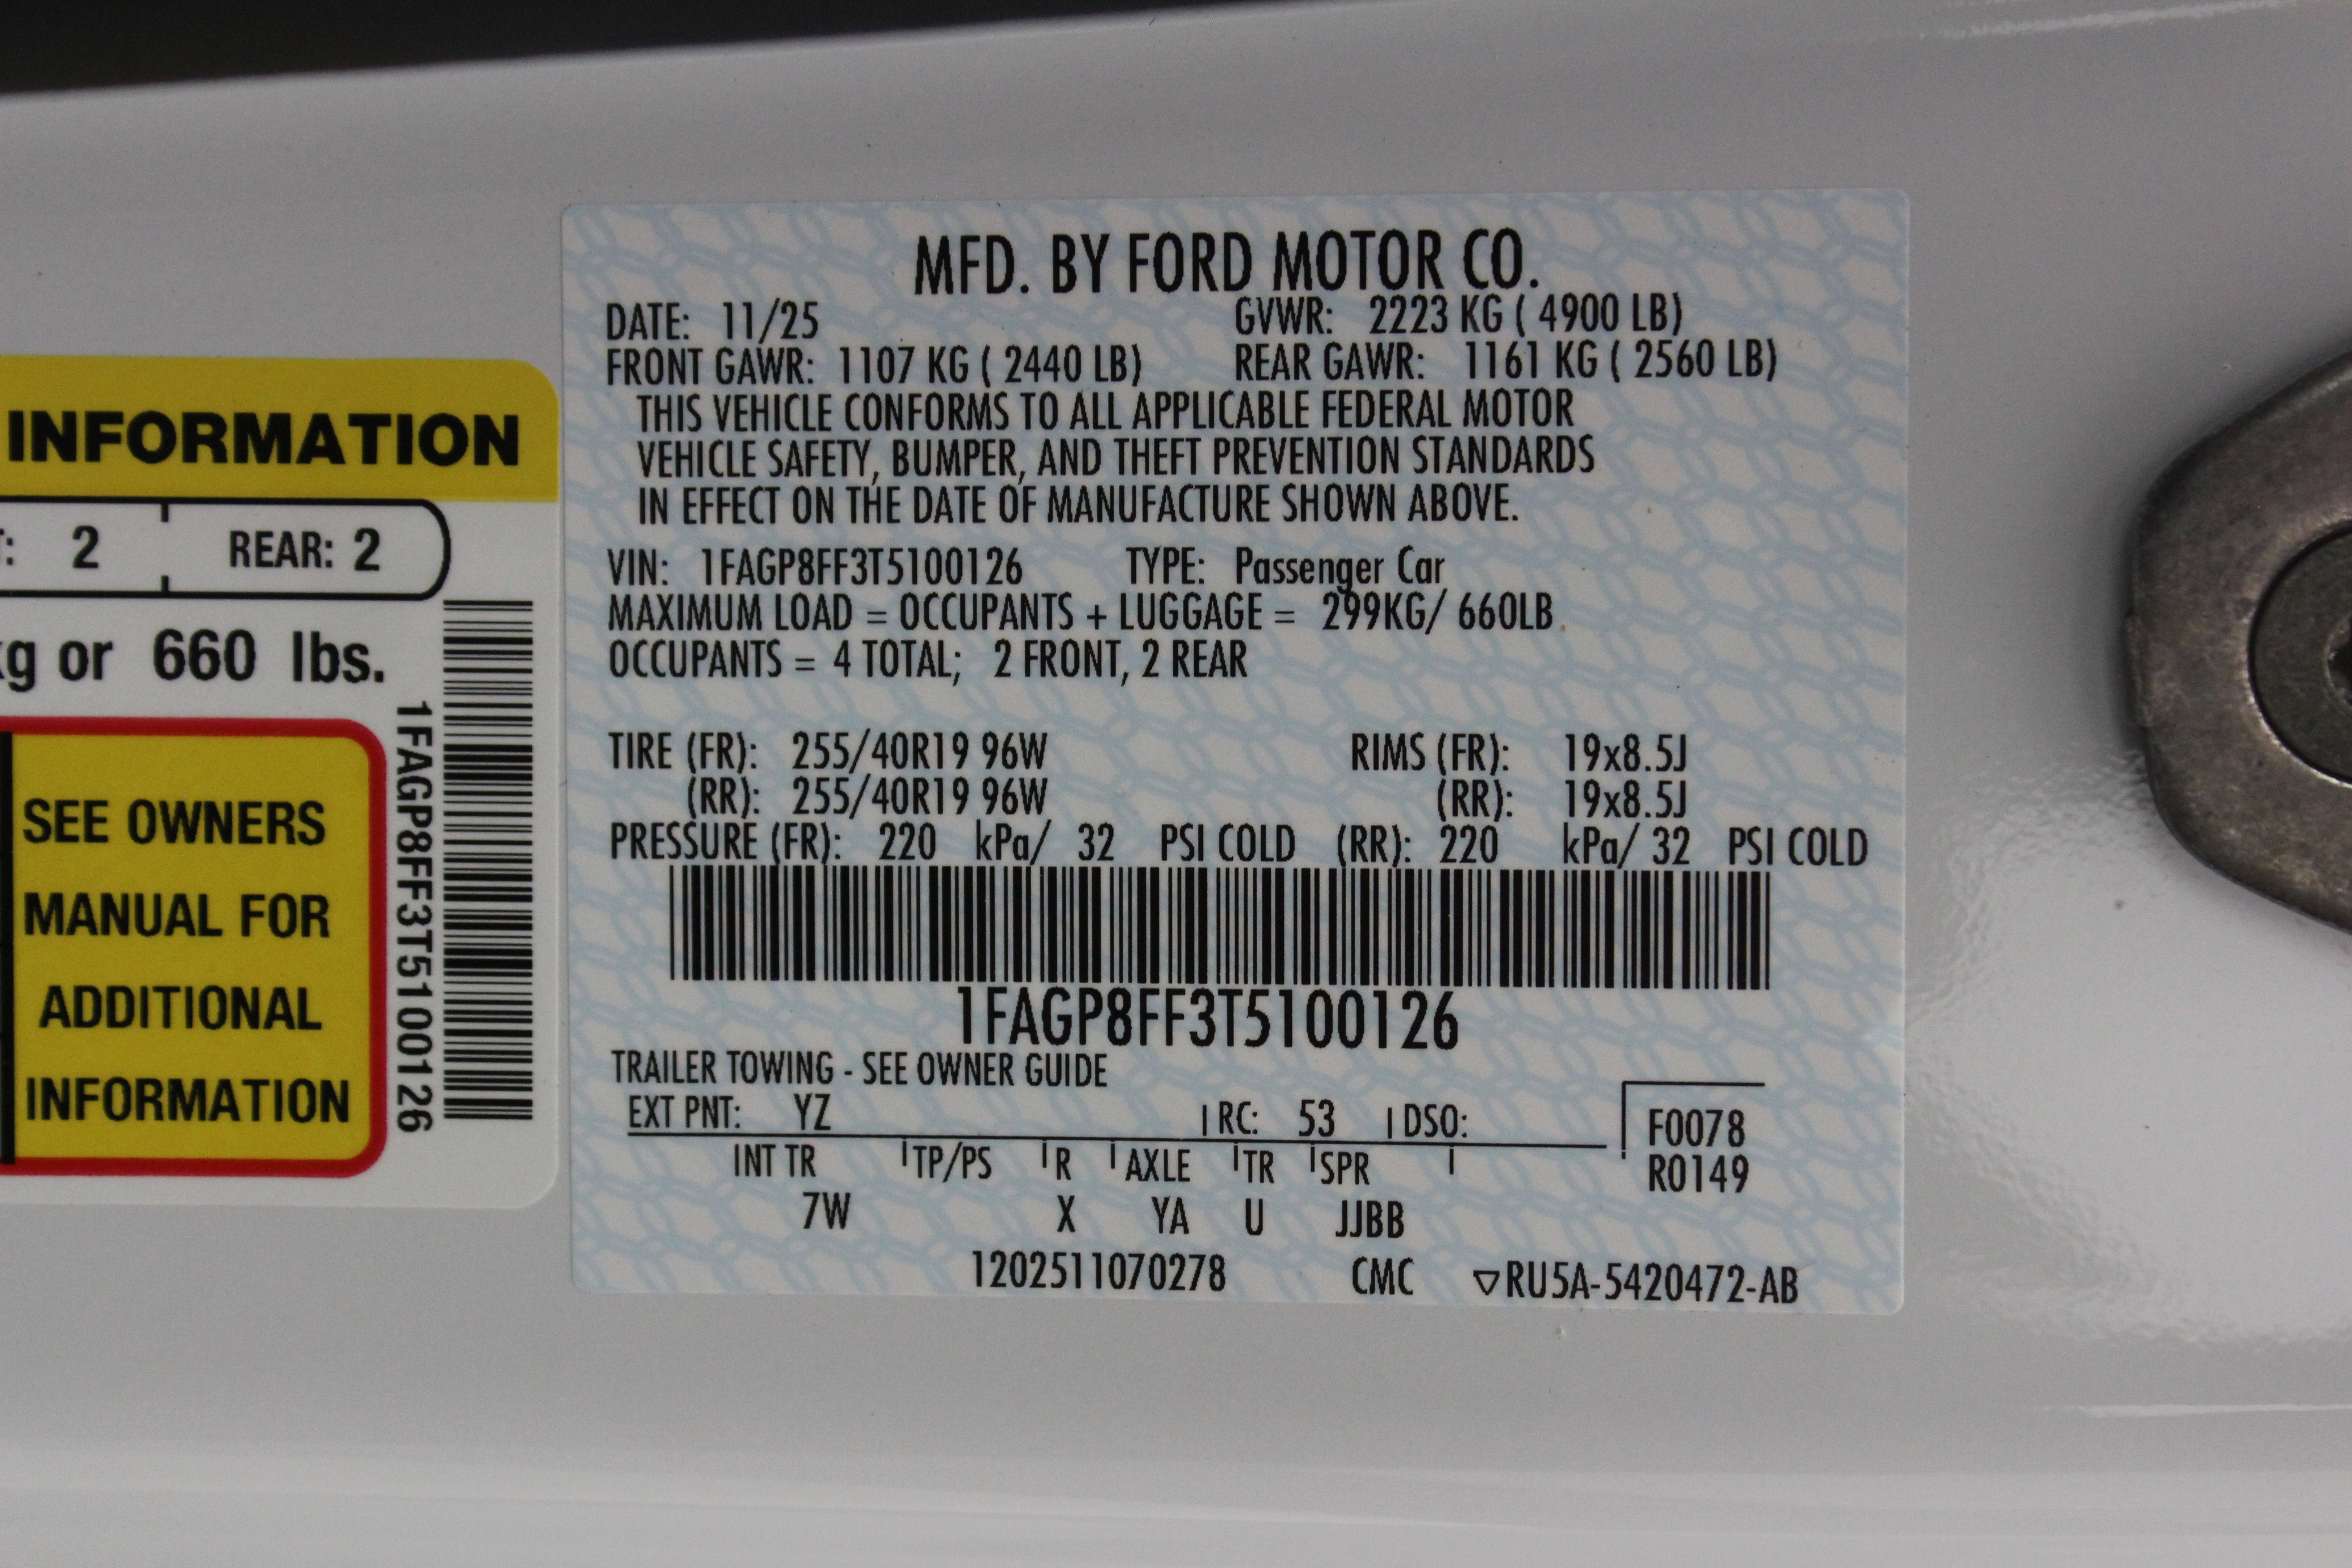 INFORMATION
: 2 REAR: 2
kg or 660 lbs.
SEE OWNERS
MANUAL FOR
ADDITIONAL
INFORMATION
1FAGP8FF3T5100126
MFD. BY FORD MOTOR CO.
DATE: 11/25 GVWR: 2223 KG ( 4900 LB)
FRONT GAWR: 1107 KG ( 2440 LB) REAR GAWR: 1161 KG ( 2560 LB)
THIS VEHICLE CONFORMS TO ALL APPLICABLE FEDERAL MOTOR
VEHICLE SAFETY, BUMPER, AND THEFT PREVENTION STANDARDS
IN EFFECT ON THE DATE OF MANUFACTURE SHOWN ABOVE.
VIN: 1FAGP8FF3T5100126 TYPE: Passenger Car
MAXIMUM LOAD = OCCUPANTS + LUGGAGE = 299KG/ 660LB
OCCUPANTS = 4 TOTAL; 2 FRONT, 2 REAR
TIRE (FR): 255/40R19 96W RIMS (FR): 19x8.5J
(RR): 255/40R19 96W (RR): 19x8.5J
PRESSURE (FR): 220 kPa/ 32 PSI COLD (RR): 220 kPa/ 32 PSI COLD
1FAGP8FF3T5100126
TRAILER TOWING - SEE OWNER GUIDE
EXT PNT: YZ RC: 53 DSO: F0078
INT TR TP/PS R AXLE TR SPR R0149
7W X YA U JJBB
1202511070278 CMC ▽RU5A-5420472-AB